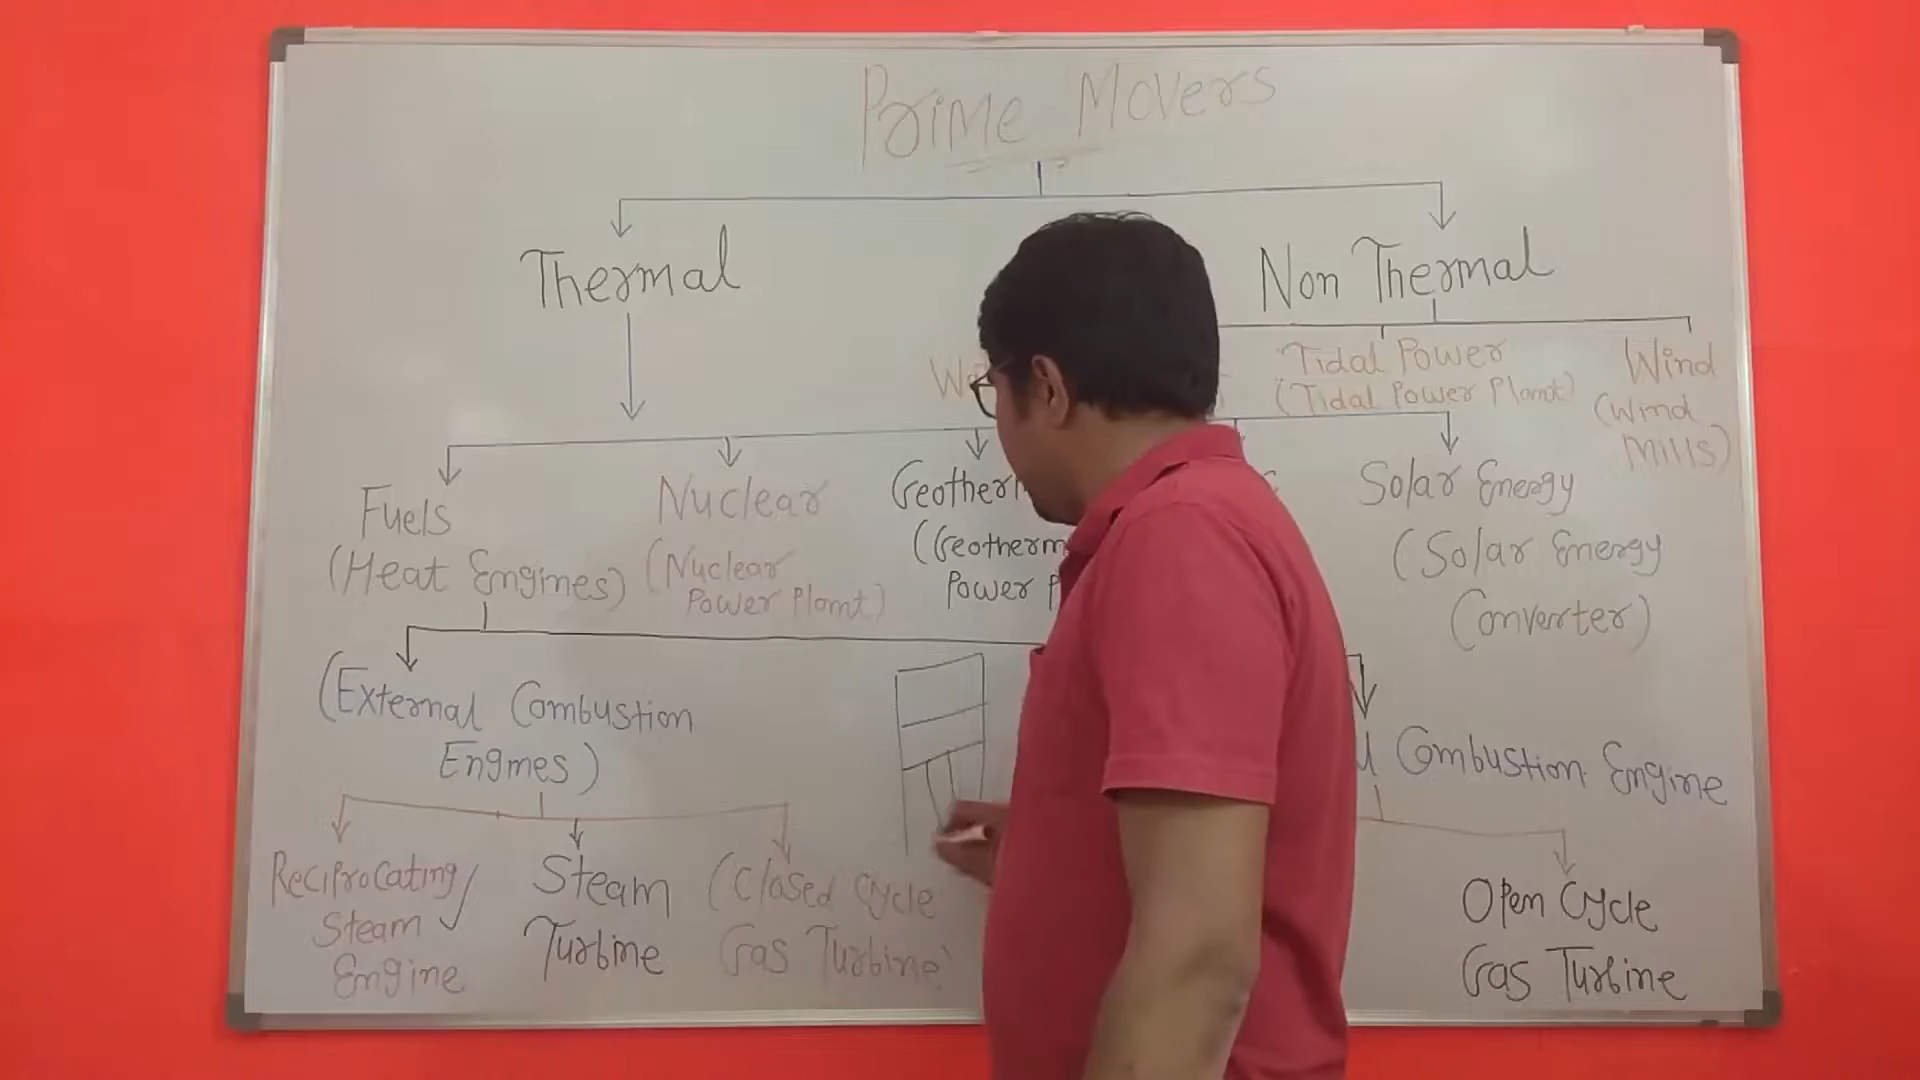 Prime Movers
Thermal
Non Thermal
Tidal Power
(Tidal Power Plant)
Wind
(Wind
Mills)
Fuels
(Heat Engines)
Nuclear
(Nuclear
Power Plant)
Power
Solar Energy
(Solar Energy
Converter)
(External Combustion
Engines)
Combustion Engine
Reciprocating
Steam
Engine
Steam
Turbine
(Closed Cycle
Gas Turbine)
Open Cycle
Gas Turbine